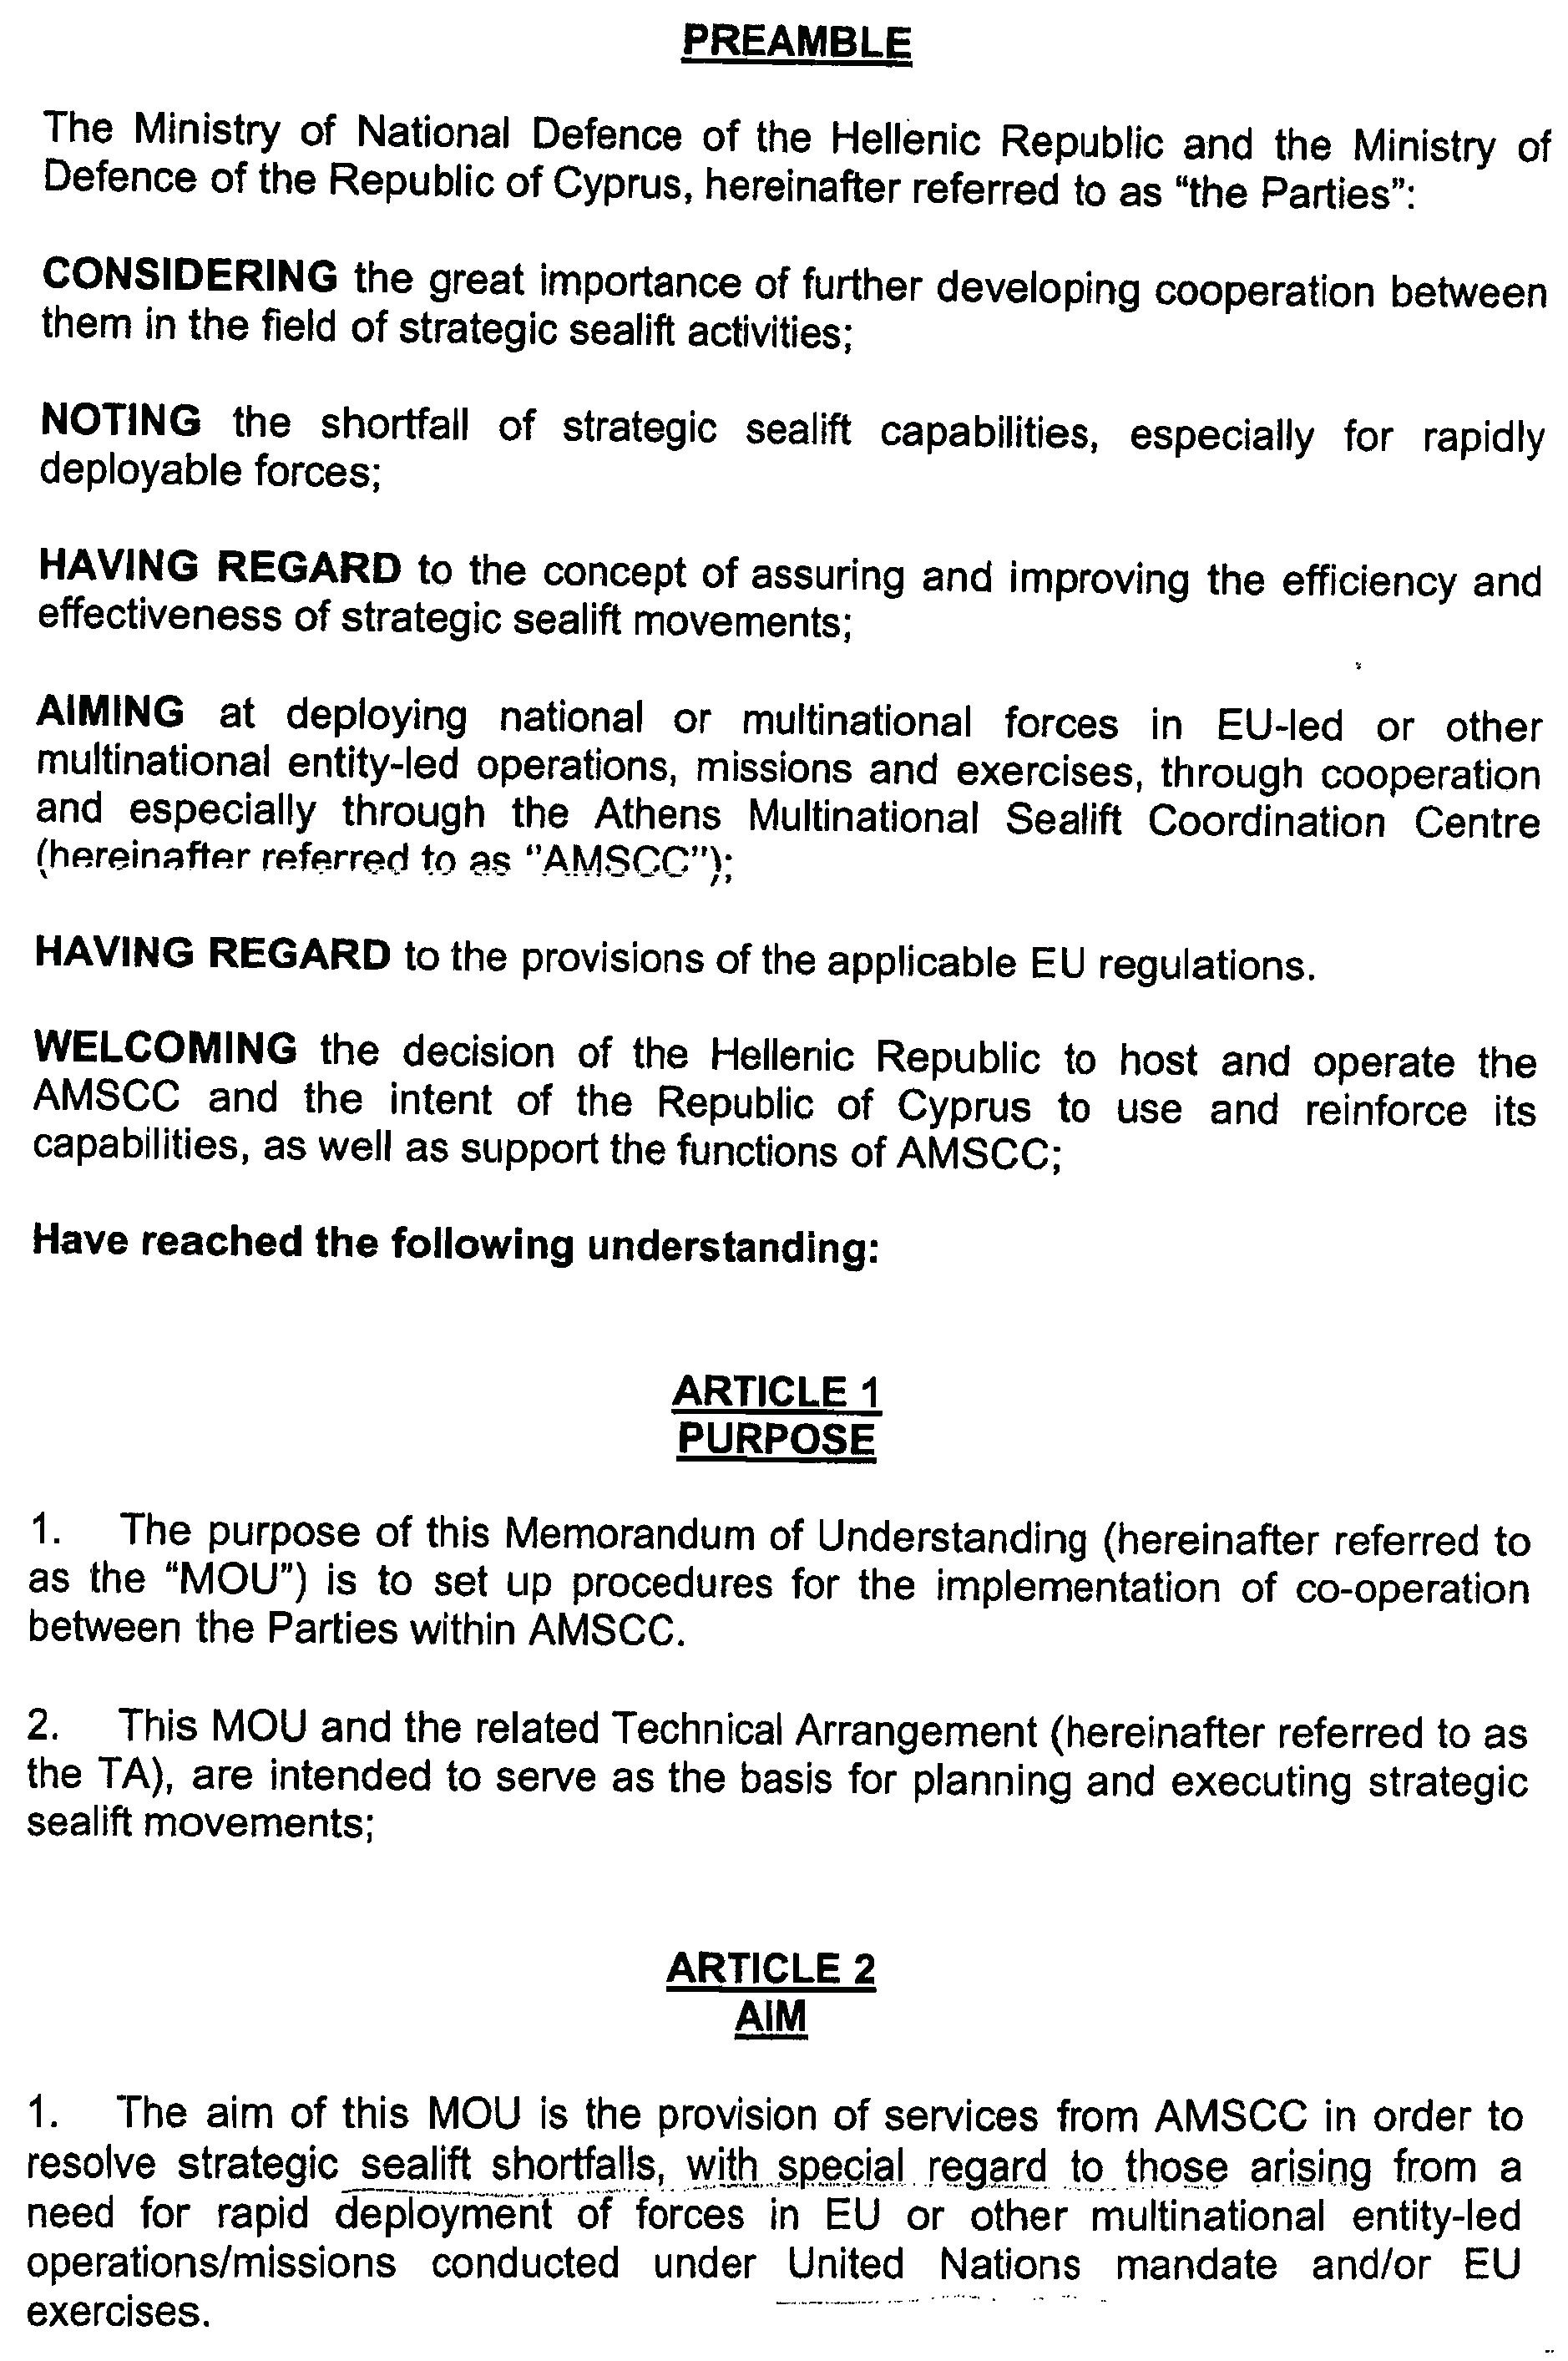 PREAMBLE
The Ministry of National Defence of the Hellenic Republic and the Ministry of
Defence of the Republic of Cyprus, hereinafter referred to as “the Parties”:
CONSIDERING the great importance of further developing cooperation between
them in the field of strategic sealift activities;
NOTING the shortfall of strategic sealift capabilities, especially for rapidly
deployable forces;
HAVING REGARD to the concept of assuring and improving the efficiency and
effectiveness of strategic sealift movements;
AIMING at deploying national or multinational forces in EU-led or other
multinational entity-led operations, missions and exercises, through cooperation
and especially through the Athens Multinational Sealift Coordination Centre
(hereinafter referred to as “AMSCC”);
HAVING REGARD to the provisions of the applicable EU regulations.
WELCOMING the decision of the Hellenic Republic to host and operate the
AMSCC and the intent of the Republic of Cyprus to use and reinforce its
capabilities, as well as support the functions of AMSCC;
Have reached the following understanding:
ARTICLE 1
PURPOSE
1. The purpose of this Memorandum of Understanding (hereinafter referred to
as the “MOU”) is to set up procedures for the implementation of co-operation
between the Parties within AMSCC.
2. This MOU and the related Technical Arrangement (hereinafter referred to as
the TA), are intended to serve as the basis for planning and executing strategic
sealift movements;
ARTICLE 2
AIM
1. The aim of this MOU is the provision of services from AMSCC in order to
resolve strategic sealift shortfalls, with special regard to those arising from a
need for rapid deployment of forces in EU or other multinational entity-led
operations/missions conducted under United Nations mandate and/or EU
exercises.